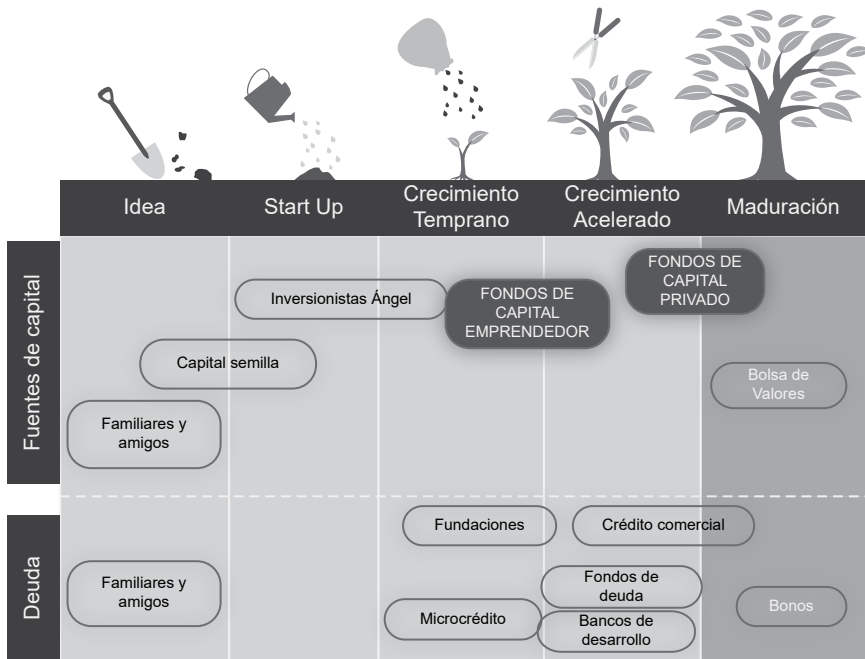 Idea
Start Up
Crecimiento
Temprano
Crecimiento
Acelerado
Maduración
Fuentes de capital
FONDOS DE
CAPITAL
PRIVADO
Inversionistas Ángel
FONDOS DE
CAPITAL
EMPRENDEDOR
Capital semilla
Bolsa de
Valores
Familiares y
amigos
Deuda
Fundaciones
Crédito comercial
Familiares y
amigos
Fondos de
deuda
Microcrédito
Bancos de
desarrollo
Bonos